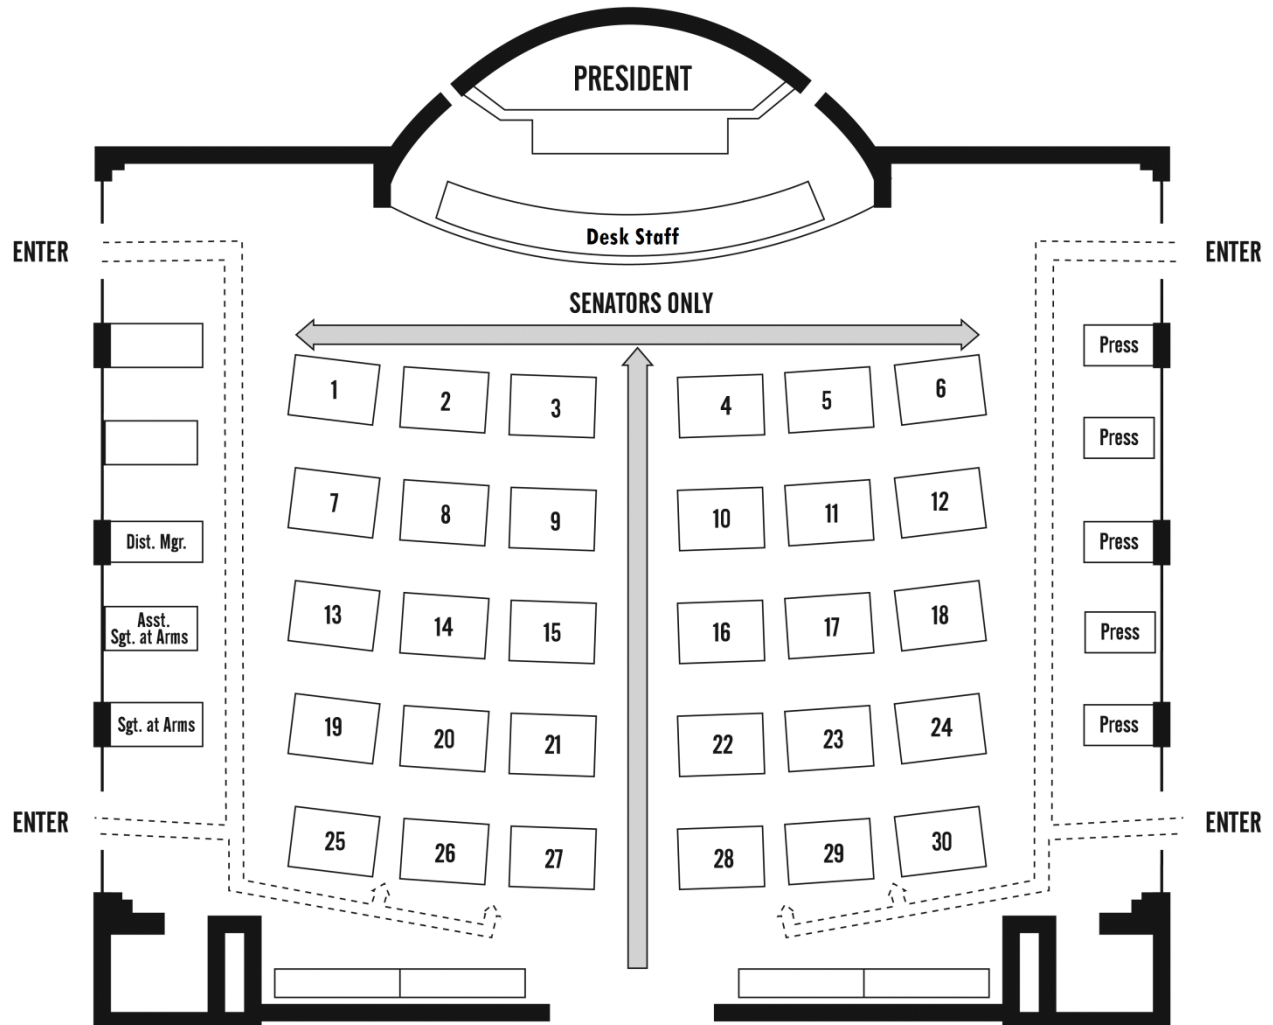 PRESIDENT
Desk Staff
ENTER
ENTER
SENATORS ONLY
Press
1
2
3
4
5
6
Press
7
8
9
10
11
12
Dist. Mgr.
Press
Asst.
Sgt. at Arms
13
14
15
16
17
18
Press
Sgt. at Arms
19
20
21
22
23
24
Press
ENTER
ENTER
25
26
27
28
29
30